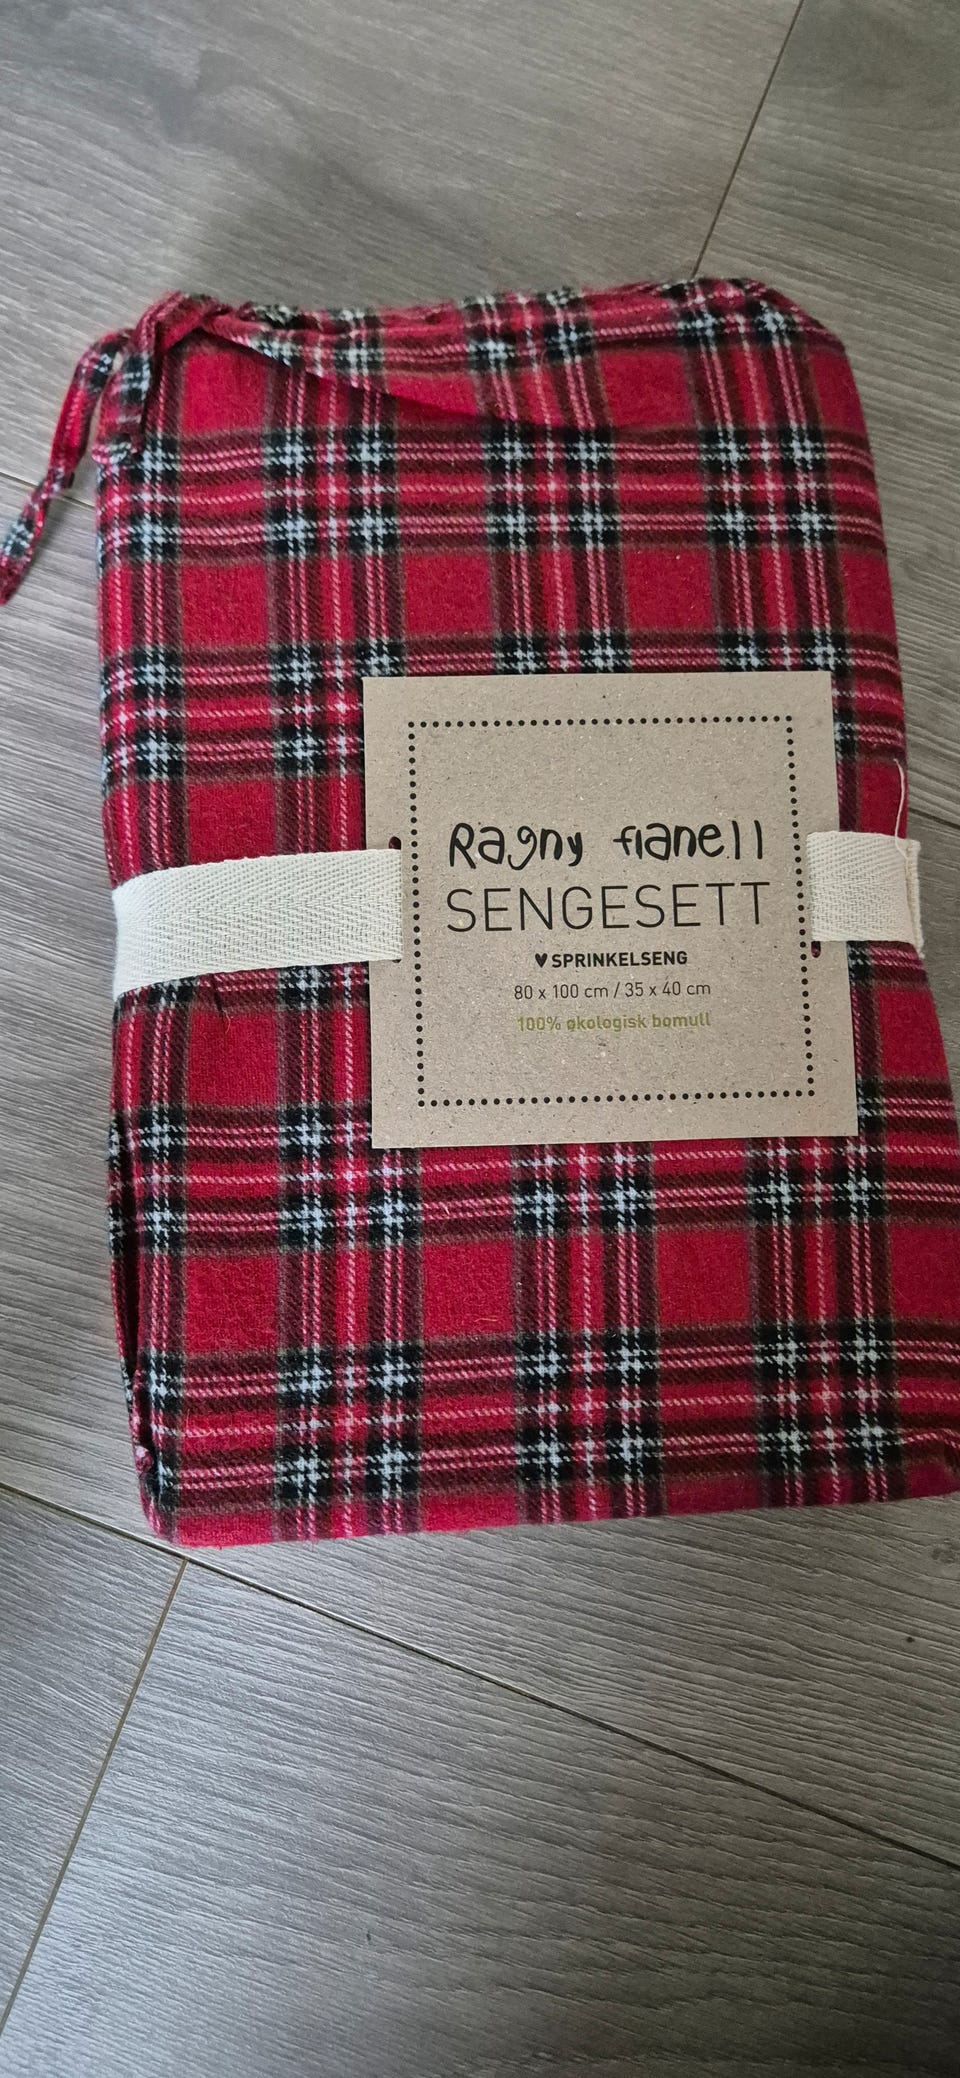 Ragny flanell
SENGESETT
♥ SPRINKELSENG
80 x 100 cm / 35 x 40 cm
100% økologisk bomull